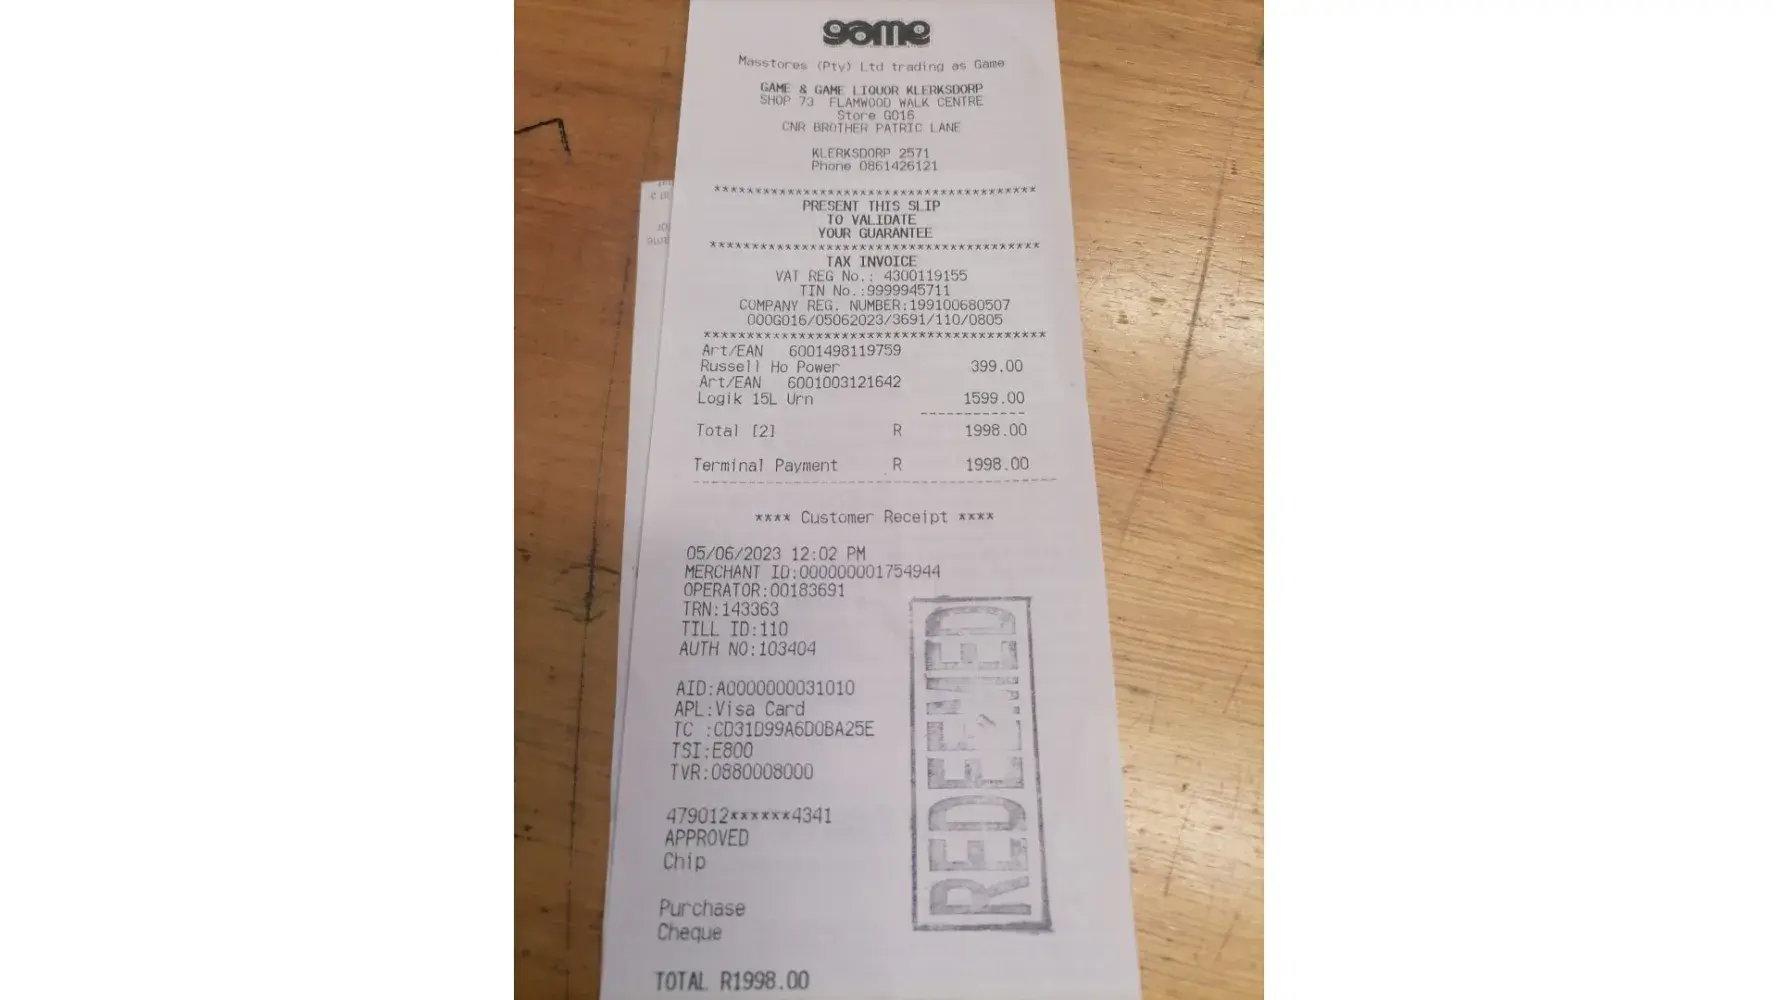 game
Masstores (Pty) Ltd trading as Game
GAME & GAME LIQUOR KLERKSDORP
SHOP 73 FLAMWOOD WALK CENTRE
Store G016
CNR BROTHER PATRIC LANE
KLERKSDORP 2571
Phone 0861426121
****************************************
PRESENT THIS SLIP
TO VALIDATE
YOUR GUARANTEE
****************************************
TAX INVOICE
VAT REG No.: 4300119155
TIN No.:9999945711
COMPANY REG. NUMBER:199100680507
000G016/05062023/3691/110/0805
****************************************
Art/EAN 6001498119759
Russell Ho Power 399.00
Art/EAN 6001003121642
Logik 15L Urn 1599.00
------------
Total [2] R 1998.00
Terminal Payment R 1998.00
----------------------------------------
**** Customer Receipt ****
05/06/2023 12:02 PM
MERCHANT ID:000000001754944
OPERATOR:00183691
TRN:143363
TILL ID:110
AUTH NO:103404
AID:A0000000031010
APL:Visa Card
TC :CD31D99A6D0BA25E
TSI:E800
TVR:0880008000
479012******4341
APPROVED
Chip
Purchase
Cheque
TOTAL R1998.00
REDEEMED